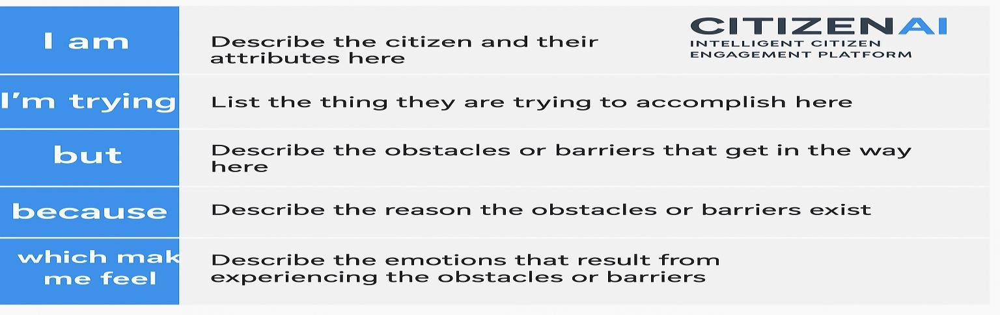 I am
Describe the citizen and their
attributes here
CITIZENAI
INTELLIGENT CITIZEN
ENGAGEMENT PLATFORM
I'm trying
List the thing they are trying to accomplish here
but
Describe the obstacles or barriers that get in the way
here
because
Describe the reason the obstacles or barriers exist
which mak
me feel
Describe the emotions that result from
experiencing the obstacles or barriers